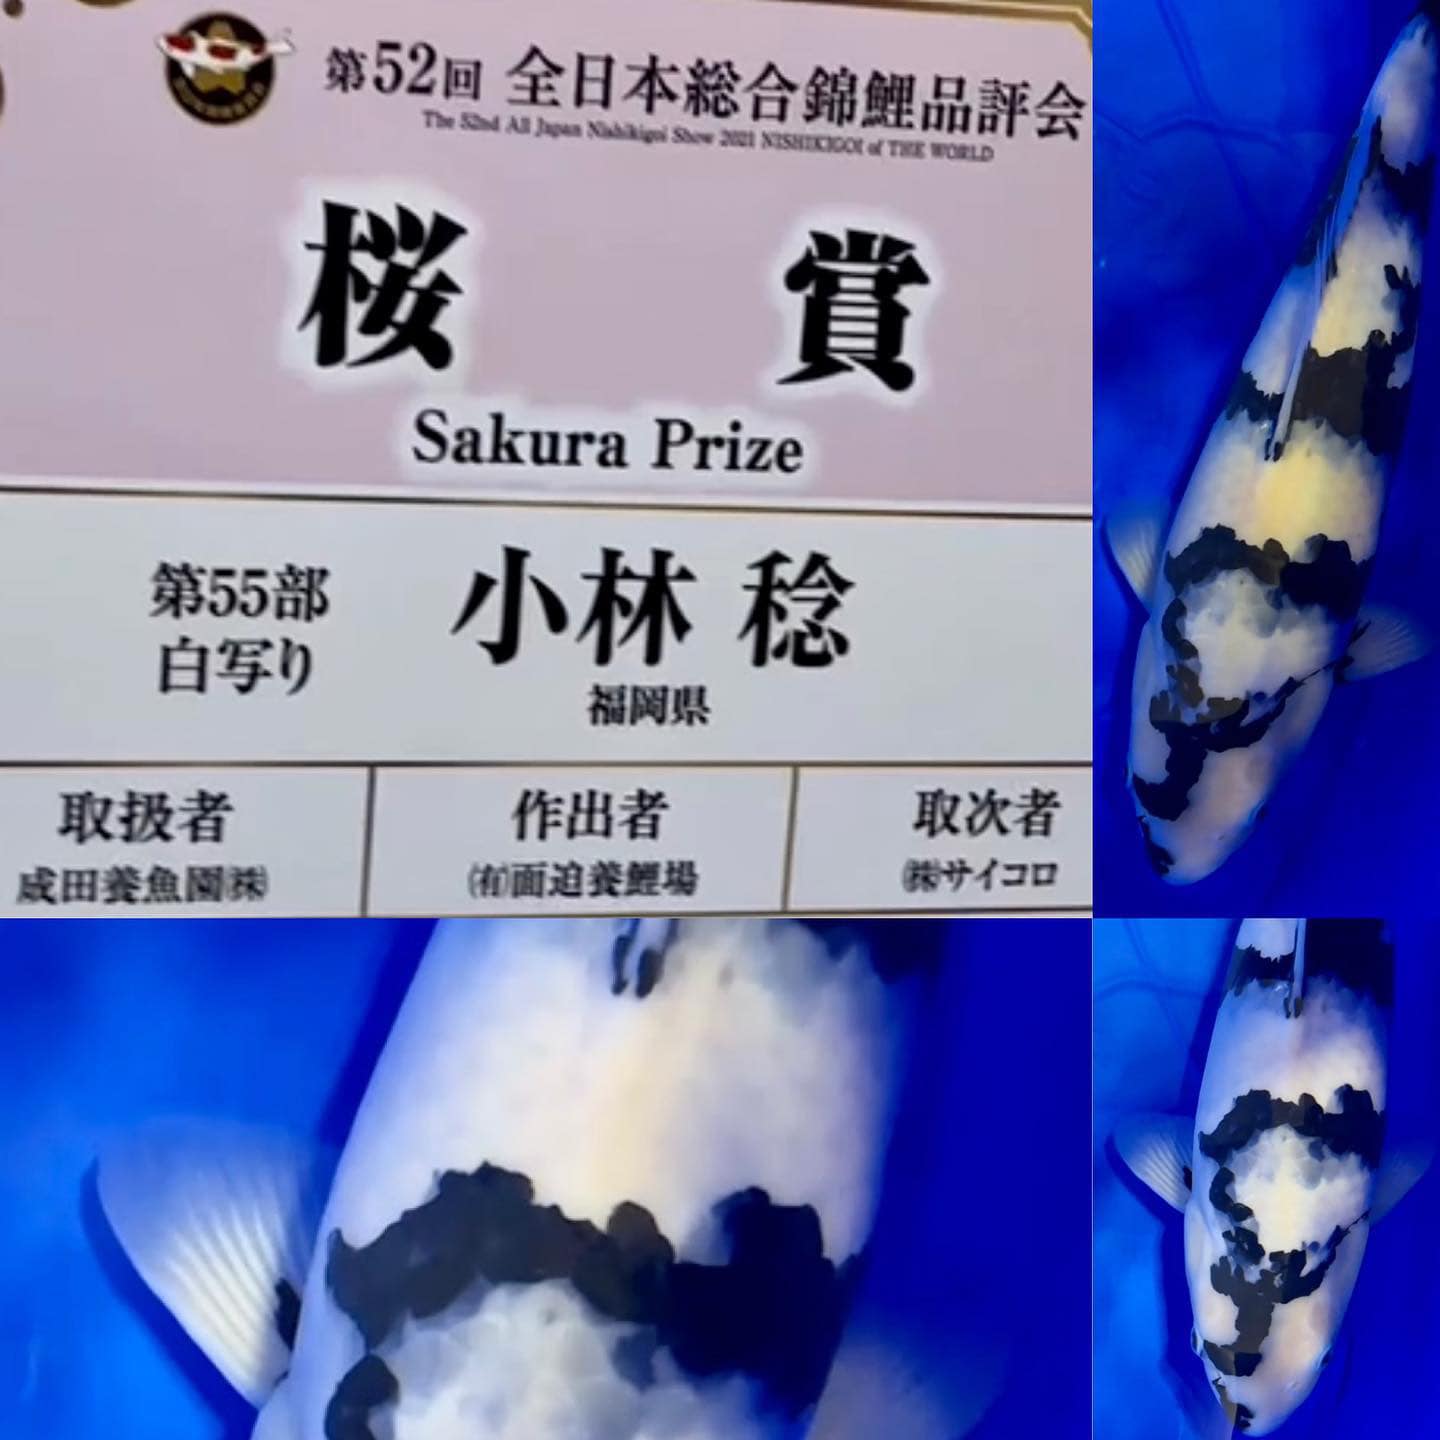 第52回 全日本総合錦鯉品評会
The 52nd All Japan Nishikigoi Show 2021 NISHIKIGOI of THE WORLD
桜 賞
Sakura Prize
第55部
白写り
小林 稔
福岡県
取扱者
成田養魚園㈱
作出者
㈲面迫養鯉場
取次者
㈱サイコロ